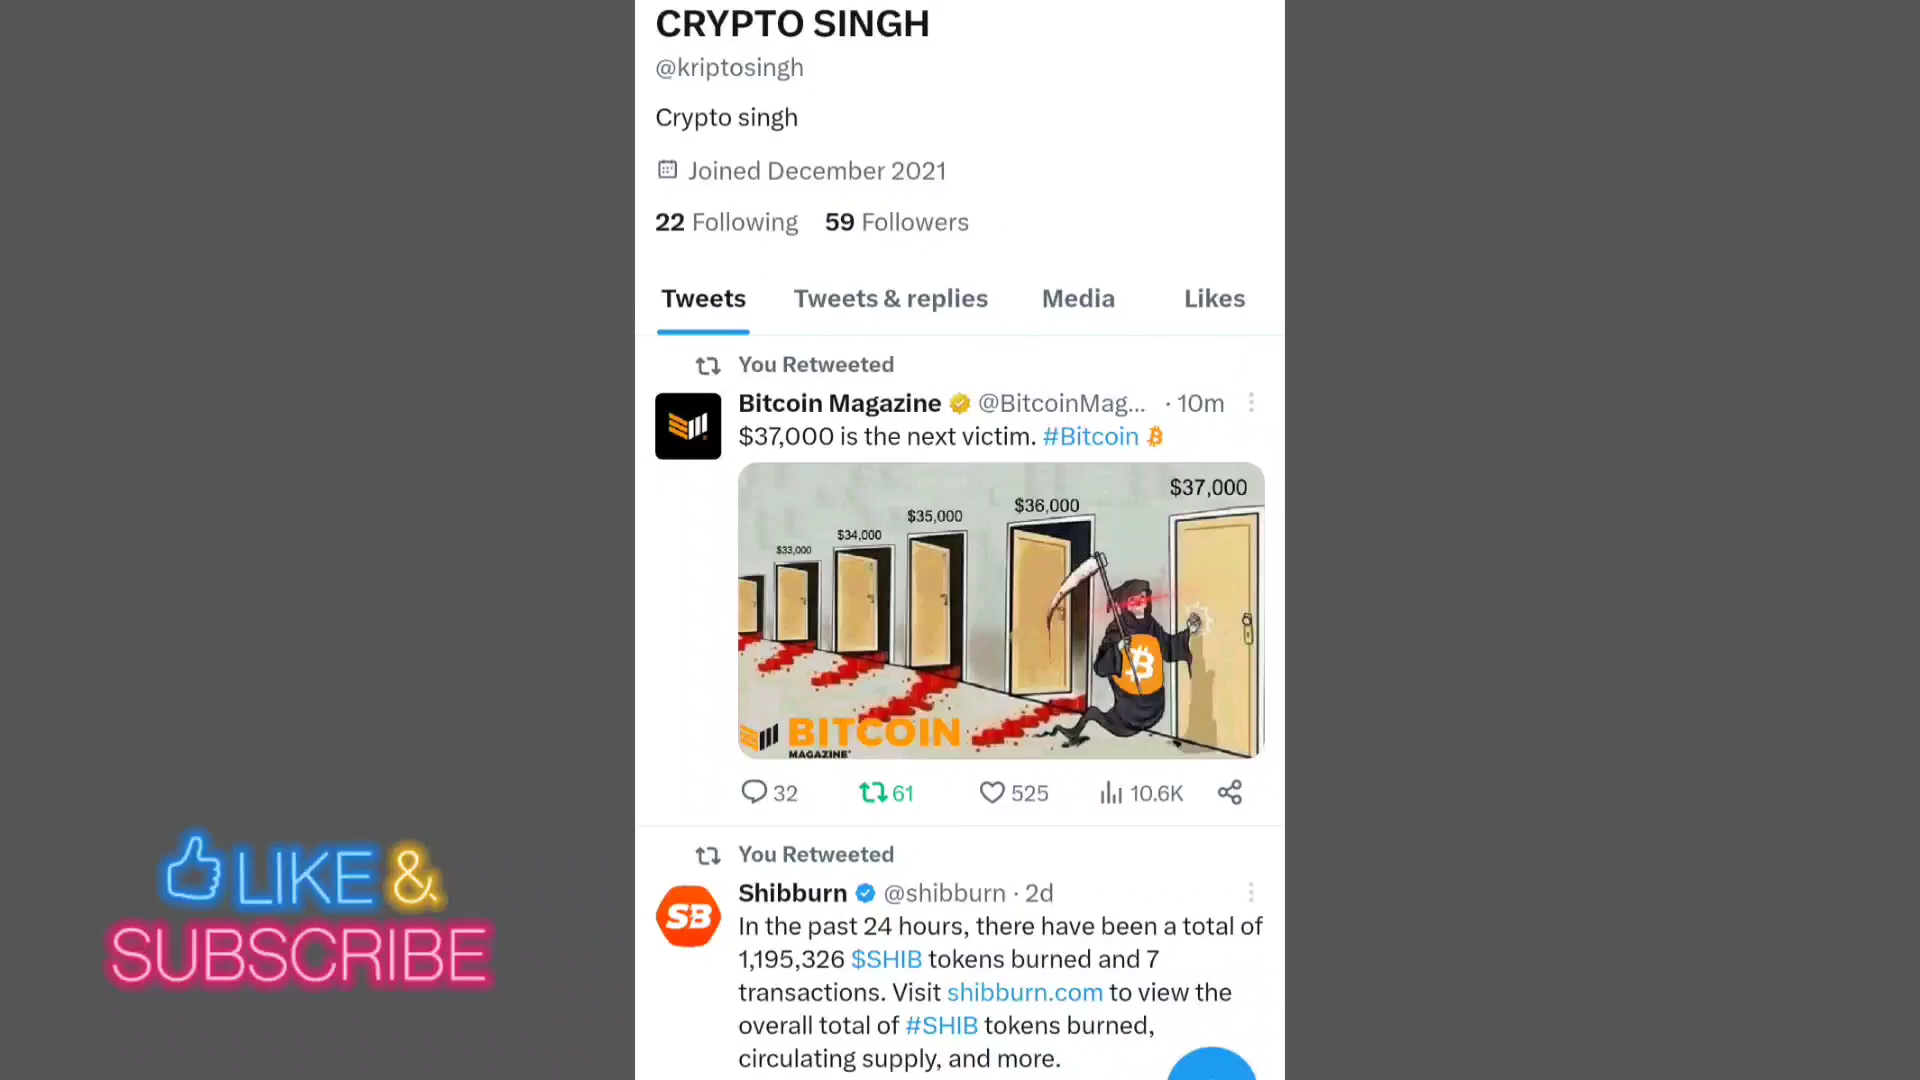 CRYPTO SINGH
@kriptosingh
Crypto singh
Joined December 2021
22 Following 59 Followers
Tweets Tweets & replies Media Likes
You Retweeted
Bitcoin Magazine @BitcoinMag... · 10m
$37,000 is the next victim. #Bitcoin
$33,000
$34,000
$35,000
$36,000
$37,000
BITCOIN
MAGAZINE
32 61 525 10.6K
You Retweeted
SB
Shibburn @shibburn · 2d
In the past 24 hours, there have been a total of
1,195,326 $SHIB tokens burned and 7
transactions. Visit shibburn.com to view the
overall total of #SHIB tokens burned,
circulating supply, and more.
LIKE &
SUBSCRIBE